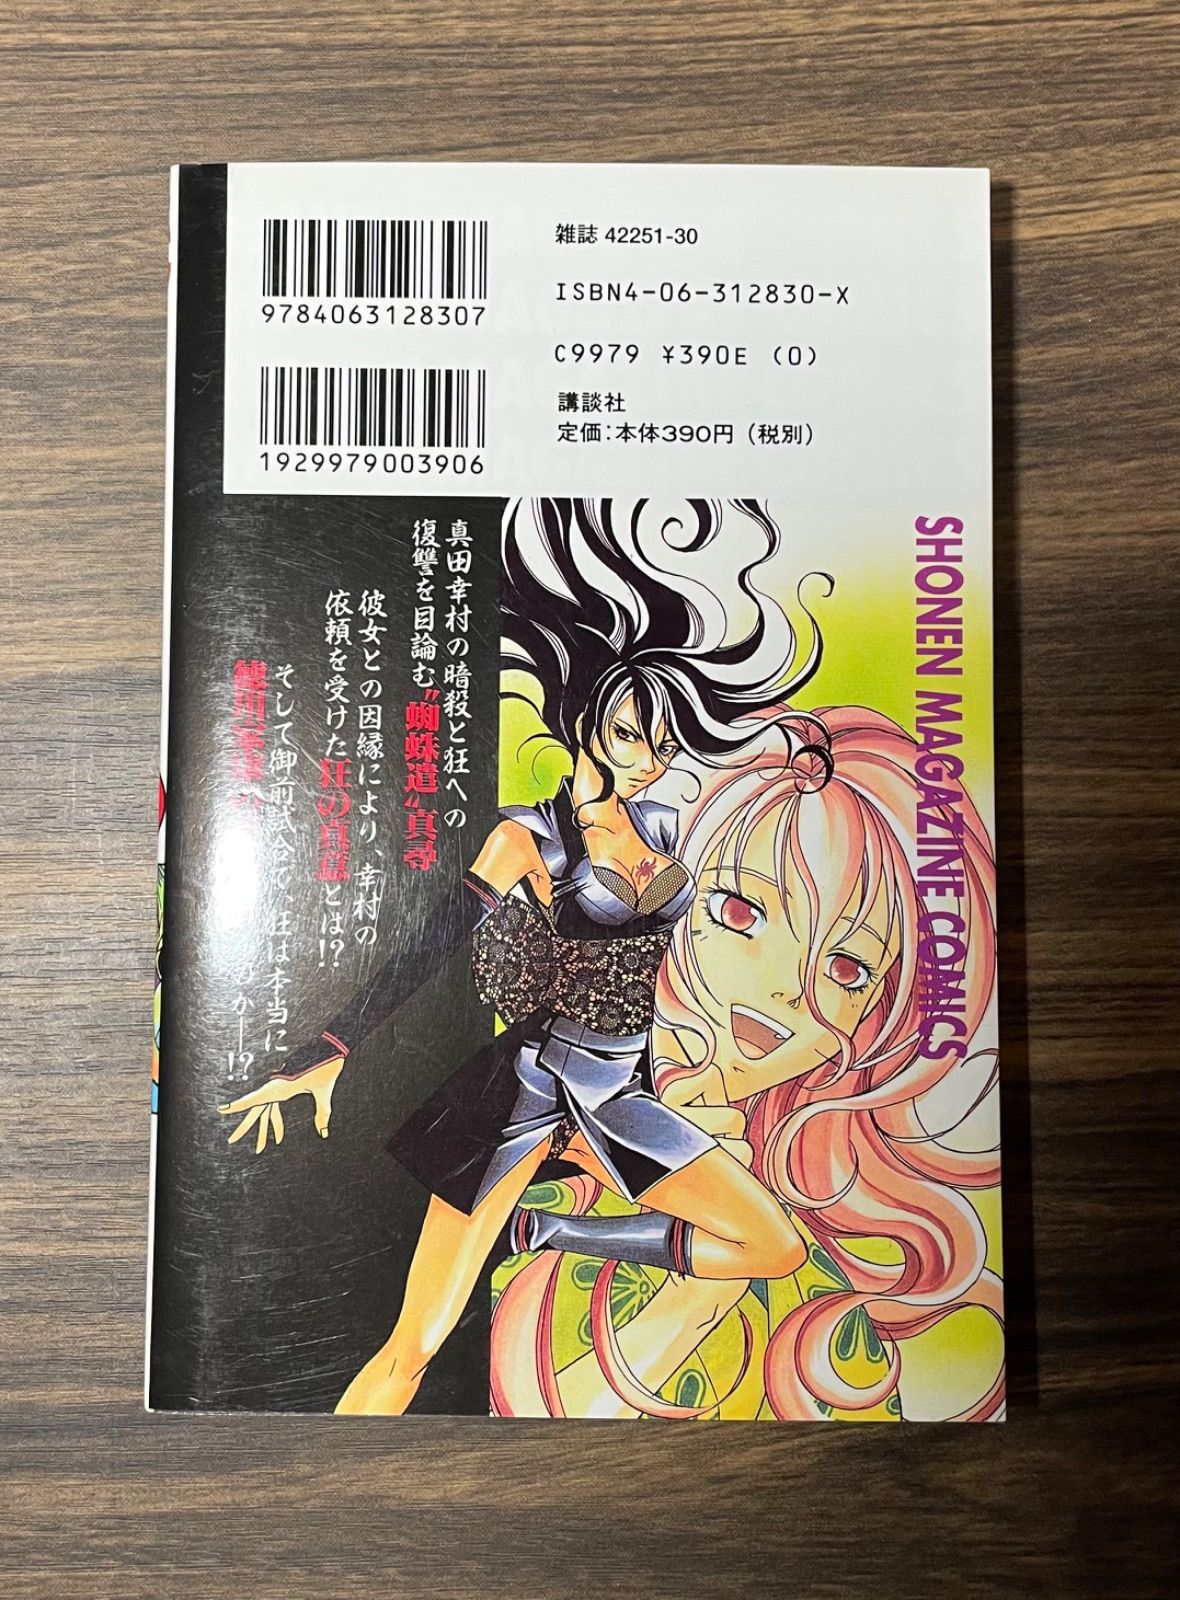 雑誌 42251-30
ISBN4-06-312830-X
9784063128307
C9979 ¥390E (0)
講談社
定価：本体390円（税別）
1929979003906
SHONEN MAGAZINE COMICS
真田幸村の暗殺と狂への
復讐を目論む〝蜘蛛遣〟真尋
彼女との因縁により、幸村の
依頼を受けた狂の真意とは!?
そして御前試合で、狂は本当に
か―!?